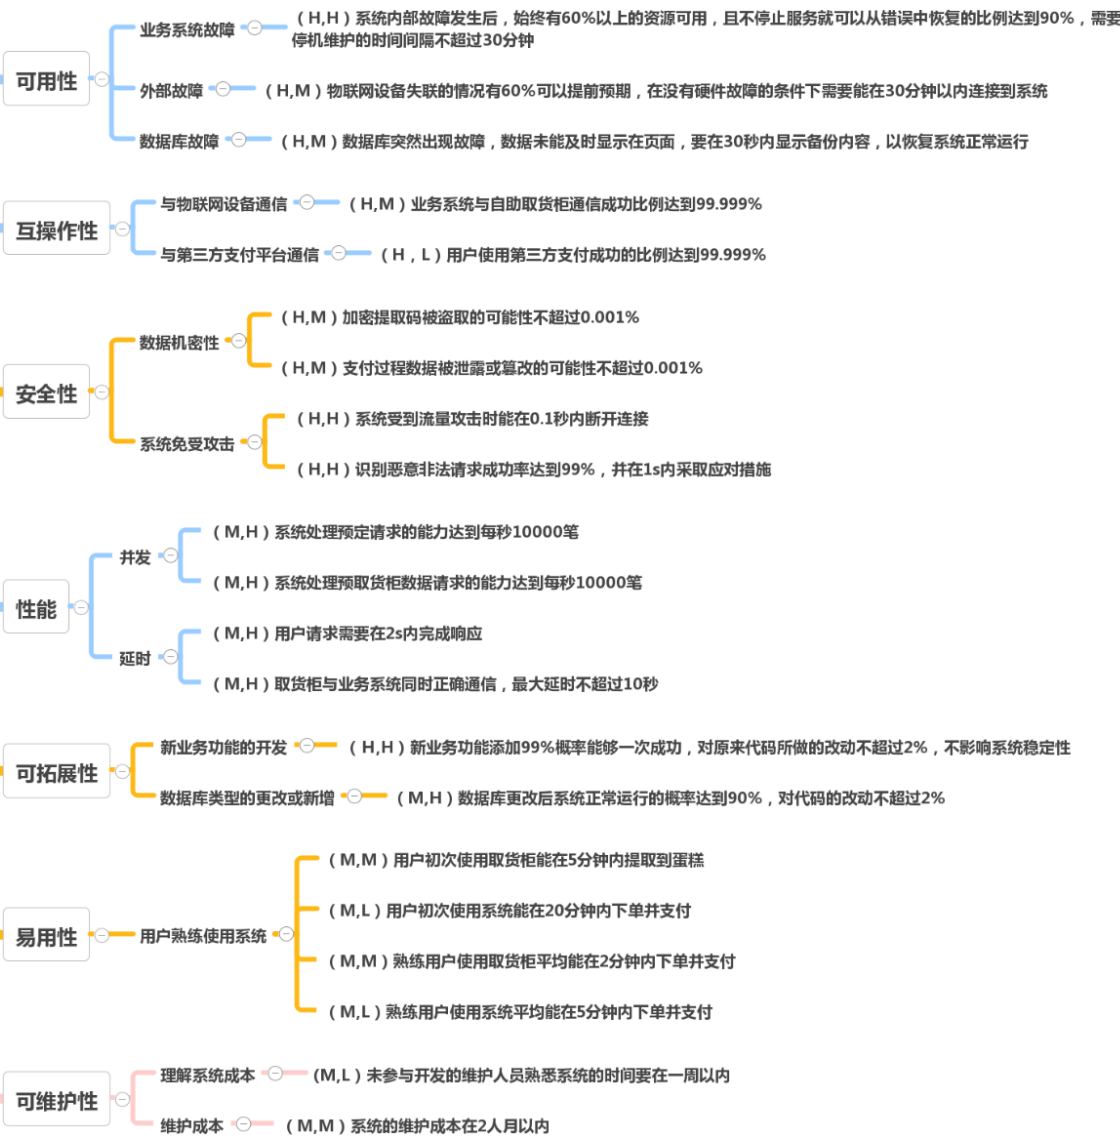 可用性
业务系统故障
（H,H）系统内部故障发生后，始终有60%以上的资源可用，且不停止服务就可以从错误中恢复的比例达到90%，需要
停机维护的时间间隔不超过30分钟
外部故障
（H,M）物联网设备失联的情况有60%可以提前预期，在没有硬件故障的条件下需要能在30分钟以内连接到系统
数据库故障
（H,M）数据库突然出现故障，数据未能及时显示在页面，要在30秒内显示备份内容，以恢复系统正常运行
互操作性
与物联网设备通信
（H,M）业务系统与自助取货柜通信成功比例达到99.999%
与第三方支付平台通信
（H，L）用户使用第三方支付成功的比例达到99.999%
安全性
数据机密性
（H,M）加密提取码被盗取的可能性不超过0.001%
（H,M）支付过程数据被泄露或篡改的可能性不超过0.001%
系统免受攻击
（H,H）系统受到流量攻击时能在0.1秒内断开连接
（H,H）识别恶意非法请求成功率达到99%，并在1s内采取应对措施
性能
并发
（M,H）系统处理预定请求的能力达到每秒10000笔
（M,H）系统处理预取货柜数据请求的能力达到每秒10000笔
延时
（M,H）用户请求需要在2s内完成响应
（M,H）取货柜与业务系统同时正确通信，最大延时不超过10秒
可拓展性
新业务功能的开发
（H,H）新业务功能添加99%概率能够一次成功，对原来代码所做的改动不超过2%，不影响系统稳定性
数据库类型的更改或新增
（M,H）数据库更改后系统正常运行的概率达到90%，对代码的改动不超过2%
易用性
用户熟练使用系统
（M,M）用户初次使用取货柜能在5分钟内提取到蛋糕
（M,L）用户初次使用系统能在20分钟内下单并支付
（M,M）熟练用户使用取货柜平均能在2分钟内下单并支付
（M,L）熟练用户使用系统平均能在5分钟内下单并支付
可维护性
理解系统成本
(M,L）未参与开发的维护人员熟悉系统的时间要在一周以内
维护成本
（M,M）系统的维护成本在2人月以内